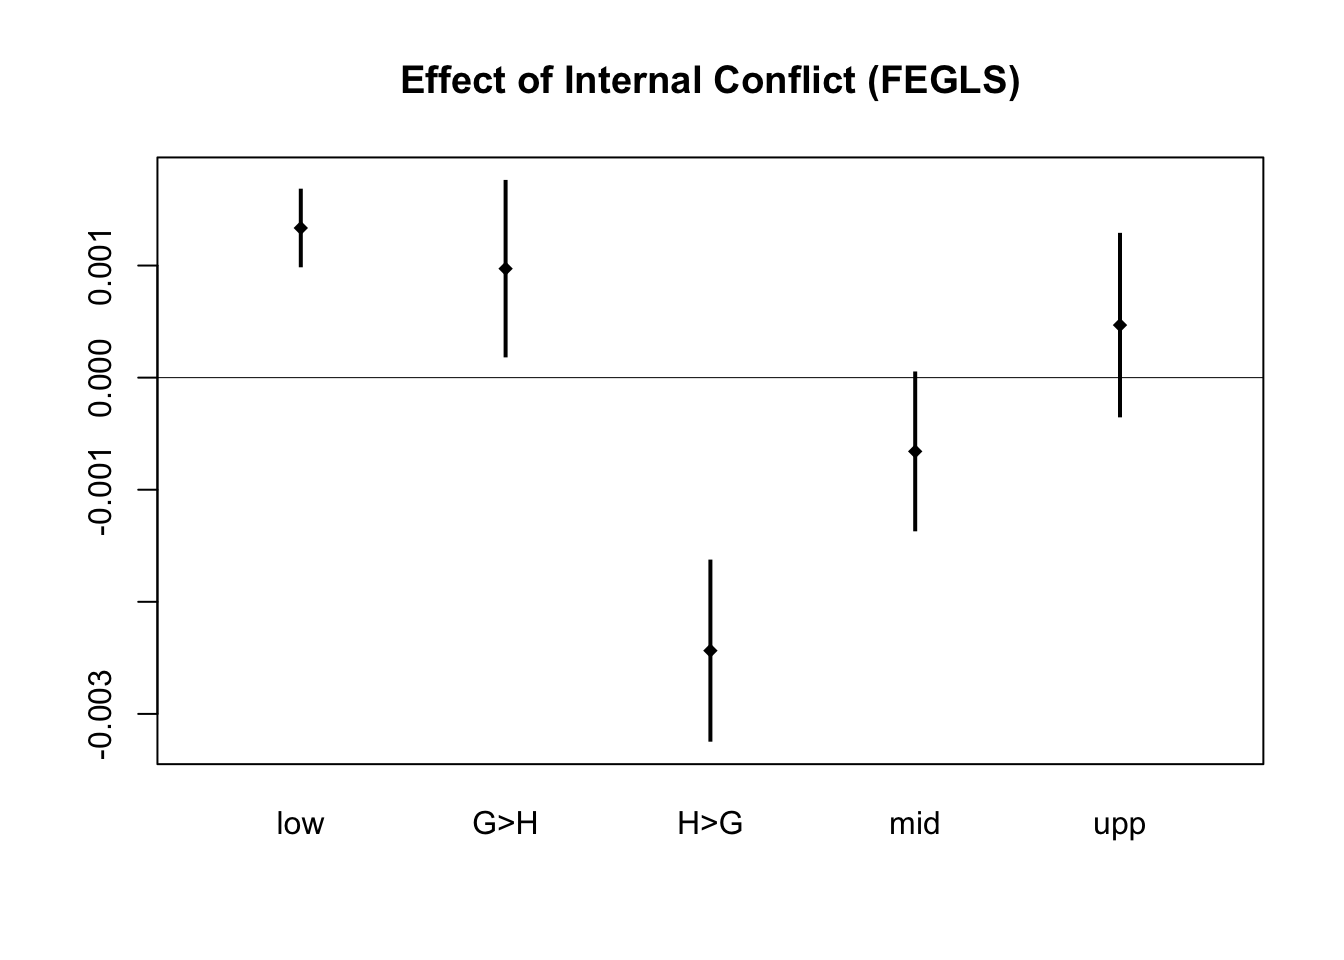 Effect of Internal Conflict (FEGLS)
0.001
0.000
-0.001
-0.003
low G>H H>G mid upp